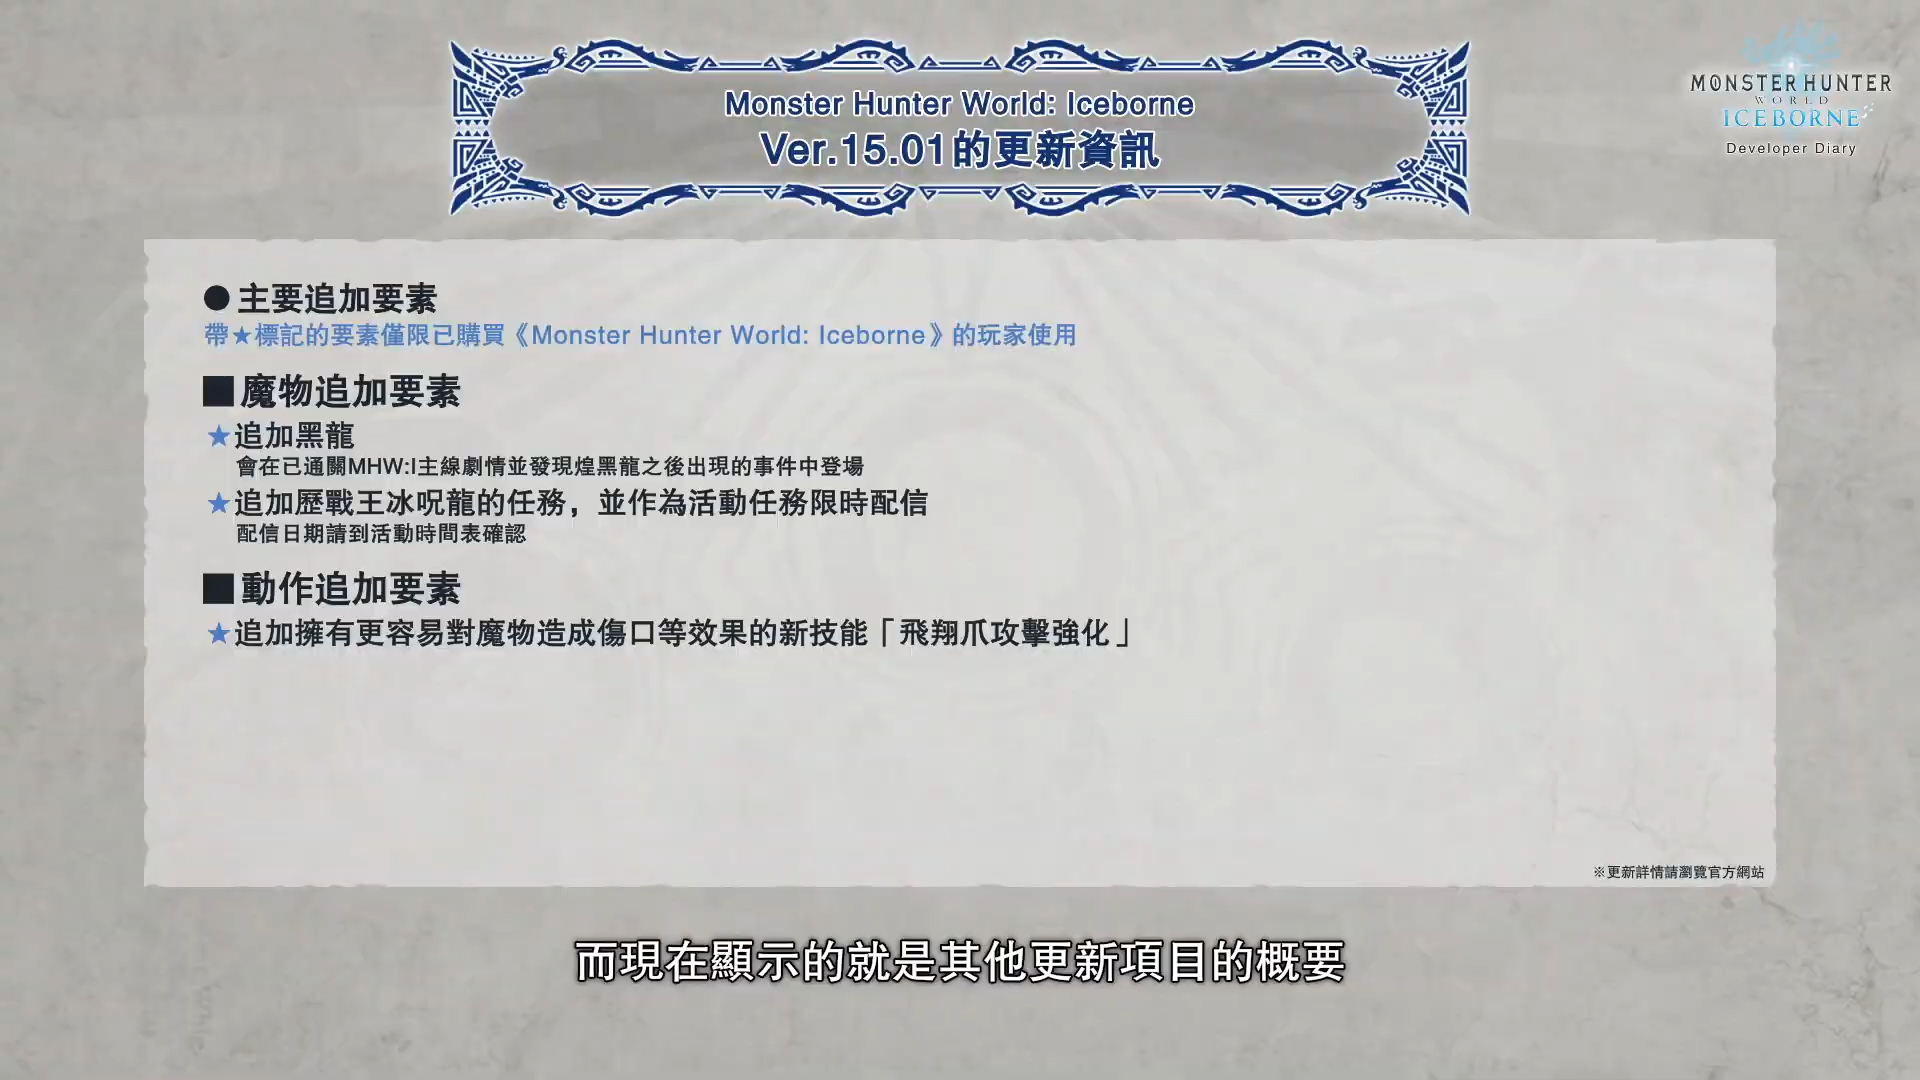 Monster Hunter World: Iceborne
Ver.15.01的更新資訊
MONSTER HUNTER
WORLD
ICEBORNE
Developer Diary
●主要追加要素
帶★標記的要素僅限已購買《Monster Hunter World: Iceborne》的玩家使用
■魔物追加要素
★追加黑龍
會在已通關MHW:I主線劇情並發現煌黑龍之後出現的事件中登場
★追加歷戰王冰呪龍的任務，並作為活動任務限時配信
配信日期請到活動時間表確認
■動作追加要素
★追加擁有更容易對魔物造成傷口等效果的新技能「飛翔爪攻擊強化」
※更新詳情請瀏覽官方網站
而現在顯示的就是其他更新項目的概要